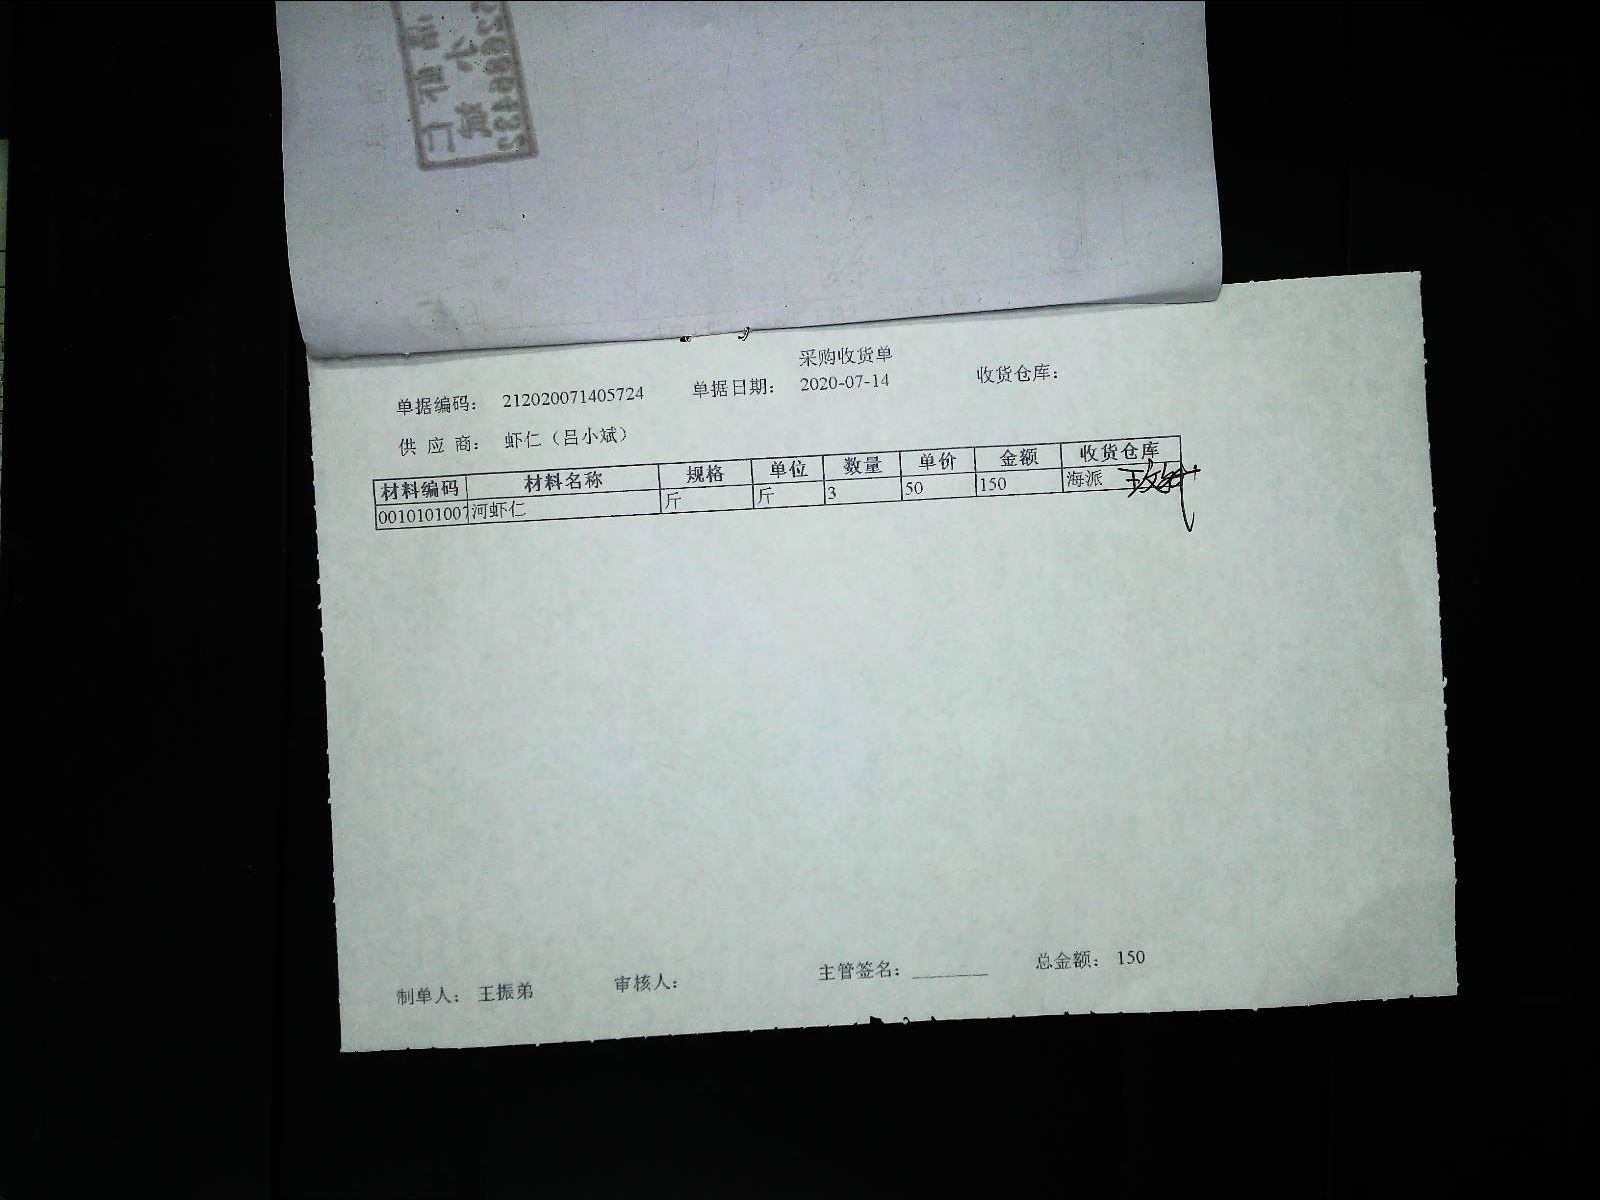 采购收货单
单据编码： 212020071405724 单据日期： 2020-07-14 收货仓库：
供 应 商： 虾仁（吕小斌）
材料编码 材料名称 规格 单位 数量 单价 金额 收货仓库
0010101007 河虾仁 斤 斤 3 50 150 海派
制单人： 王振弟 审核人： 主管签名： ________ 总金额： 150